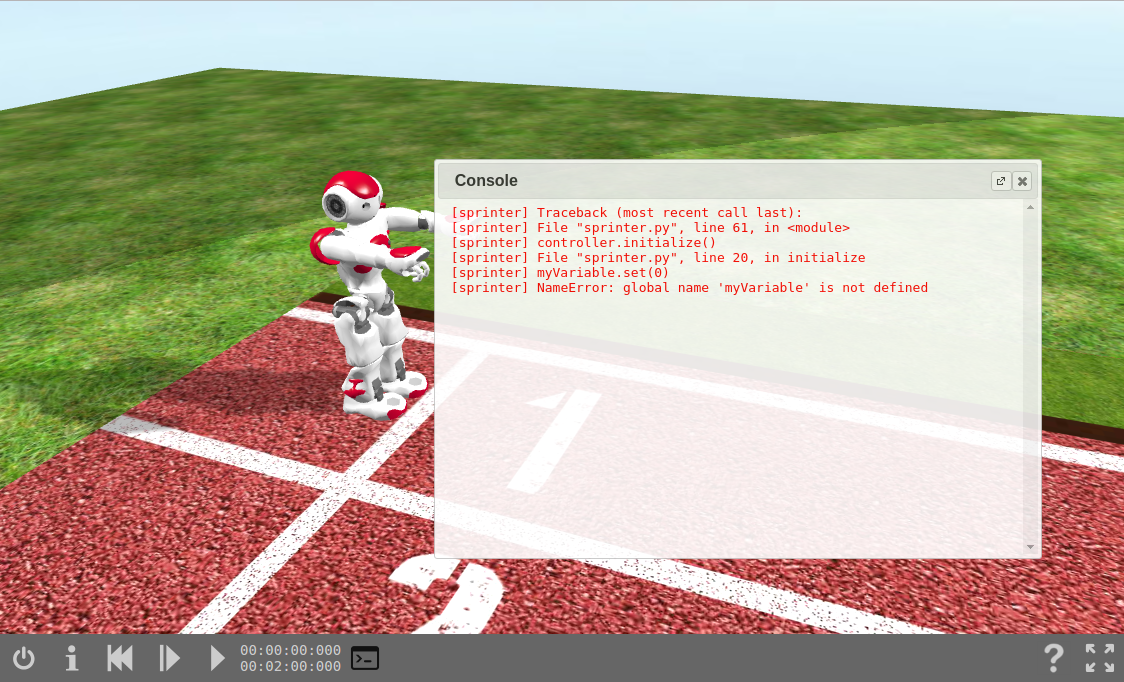 Console
[sprinter] Traceback (most recent call last):
[sprinter] File "sprinter.py", line 61, in <module>
[sprinter] controller.initialize()
[sprinter] File "sprinter.py", line 20, in initialize
[sprinter] myVariable.set(0)
[sprinter] NameError: global name 'myVariable' is not defined
1
2
00:00:00:000
00:02:00:000
?